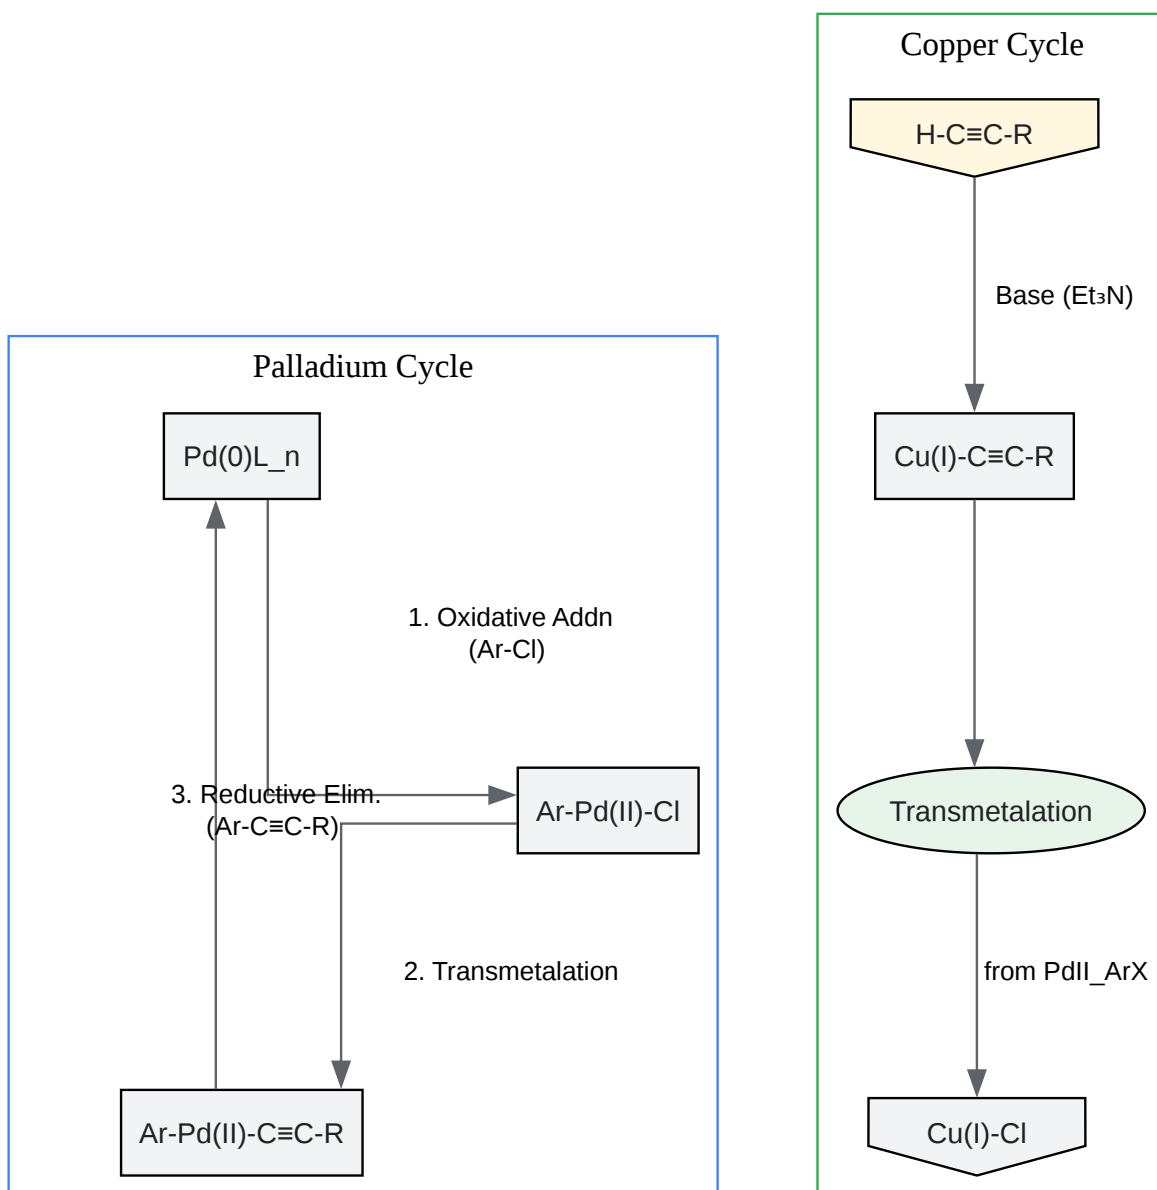 Copper Cycle
H-C≡C-R
Base (Et₃N)
Palladium Cycle
Pd(0)L_n
Cu(I)-C≡C-R
1. Oxidative Addn
(Ar-Cl)
3. Reductive Elim.
(Ar-C≡C-R)
Ar-Pd(II)-Cl
Transmetalation
2. Transmetalation
from PdII_ArX
Ar-Pd(II)-C≡C-R
Cu(I)-Cl